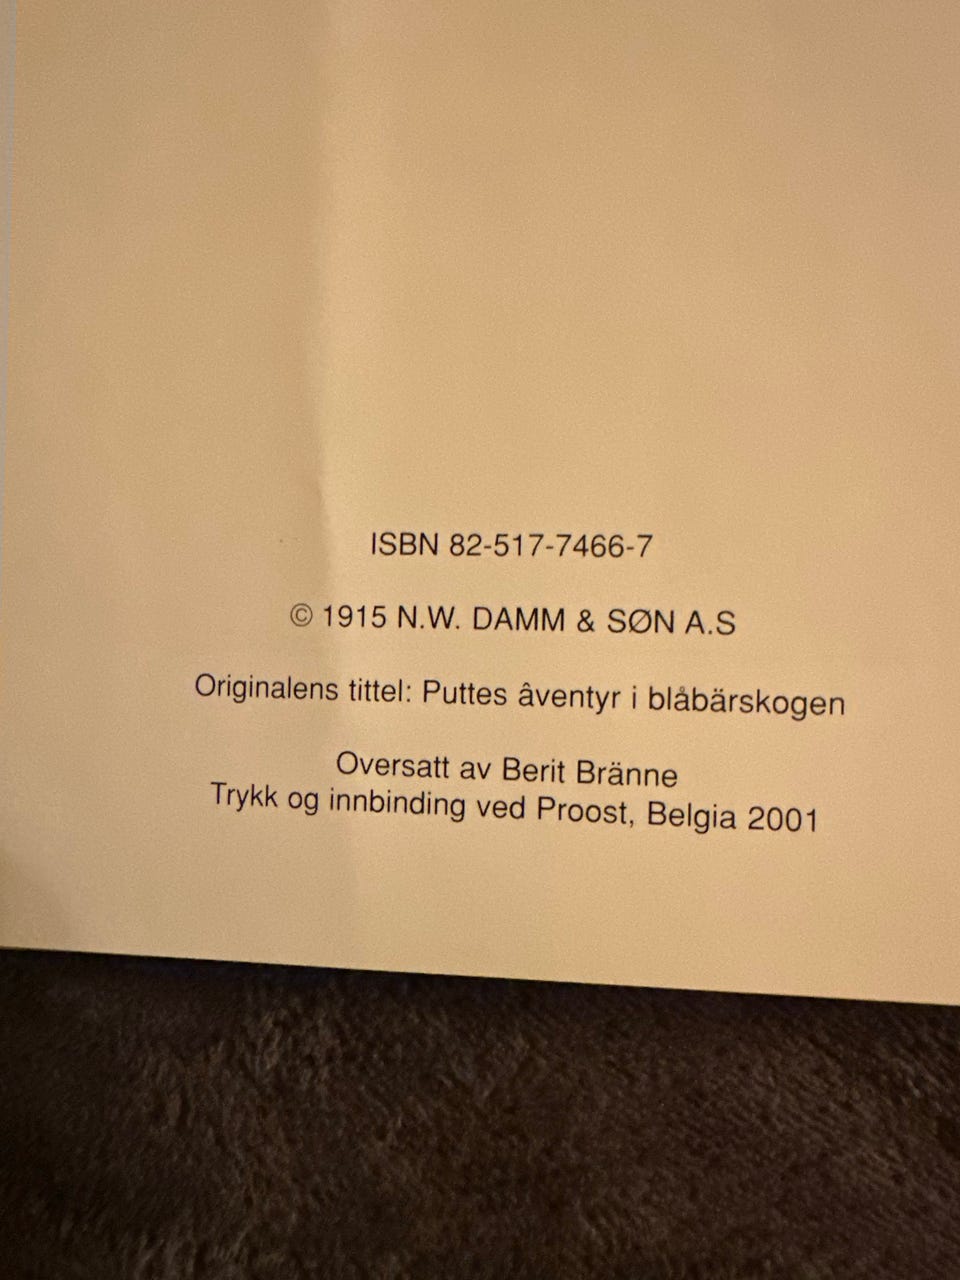 ISBN 82-517-7466-7
© 1915 N.W. DAMM & SØN A.S
Originalens tittel: Puttes âventyr i blåbärskogen
Oversatt av Berit Bränne
Trykk og innbinding ved Proost, Belgia 2001